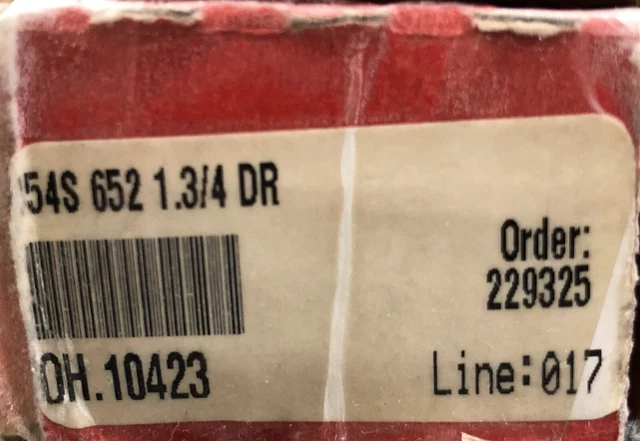 54S 652 1.3/4 DR
Order:
229325
OH.10423
Line:017